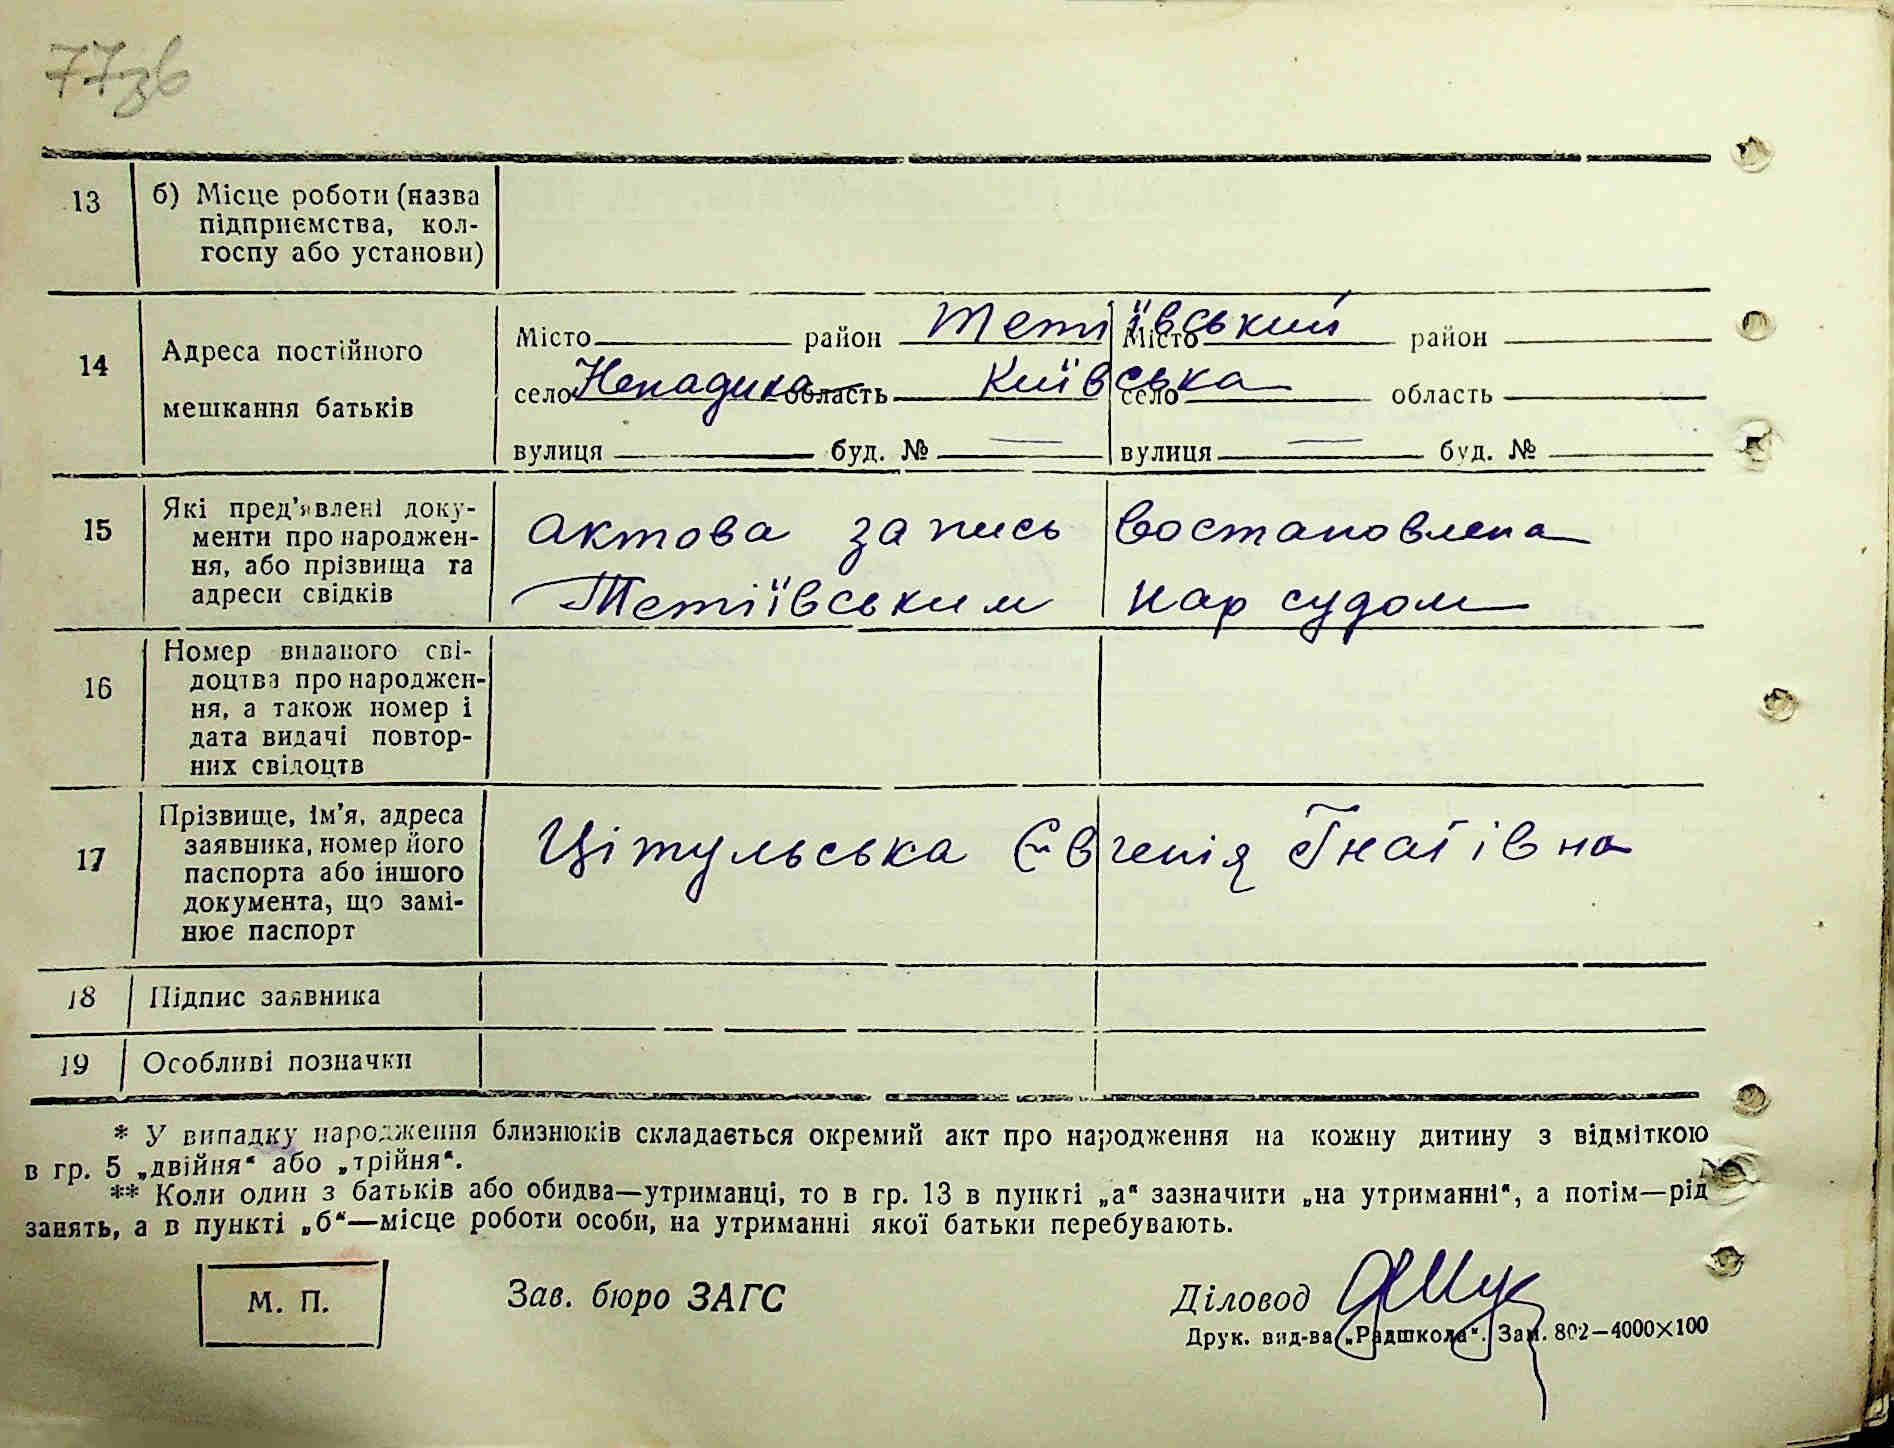 77зв
13 б) Місце роботи (назва
підприємства, кол-
госпу або установи)
14 Адреса постійного
мешкання батьків
Місто район Тетіївський Місто район
село Ненадиха область Київська село область
вулиця буд. № — вулиця — буд. №
15 Які пред'явлені доку-
менти про народжен-
ня, або прізвища та
адреси свідків
актова запись востановлена
Тетіївським нар судом
16 Номер виданого сві-
доцтва про народжен-
ня, а також номер і
дата видачі повтор-
них свідоцтв
17 Прізвище, ім'я, адреса
заявника, номер його
паспорта або іншого
документа, що замі-
нює паспорт
Цітульська Євгенія Гнатівна
18 Підпис заявника
19 Особливі позначки
* У випадку народження близнюків складається окремий акт про народження на кожну дитину з відміткою
в гр. 5 „двійня“ або „трійня“.
** Коли один з батьків або обидва—утриманці, то в гр. 13 в пункті „а“ зазначити „на утриманні“, а потім—рід
занять, а в пункті „б“—місце роботи особи, на утриманні якої батьки перебувають.
М. П.
Зав. бюро ЗАГС
Діловод
Друк. вид-ва „Радшкола“. Зам. 802—4000×100